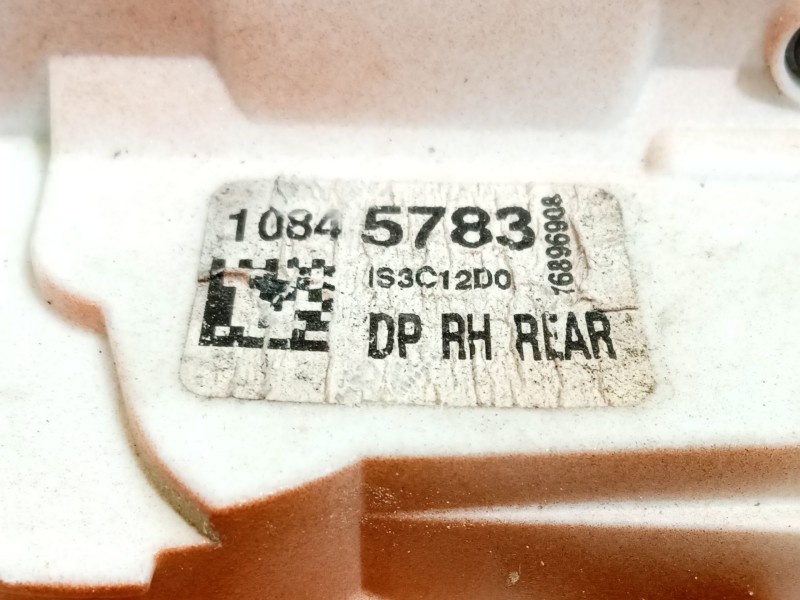 1084 5783
IS3C12D0
DP RH REAR
16896908